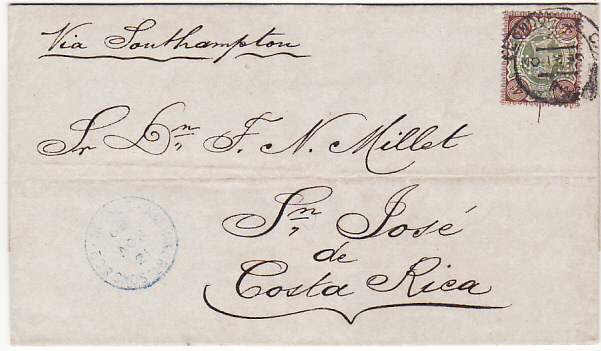 Via Southampton
Sr Dn F. N. Millet
Sn José
de
Costa Rica